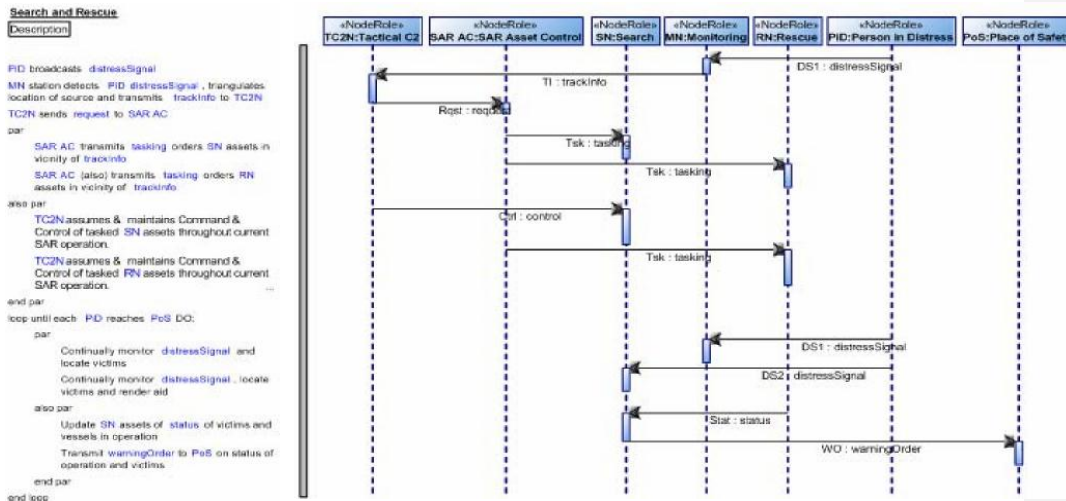 Search and Rescue
Description
PiD broadcasts distressSignal
MN station detects PiD distressSignal , triangulates
location of source and transmits trackInfo to TC2N
TC2N sends request to SAR AC
par
SAR AC transmits tasking orders SN assets in
vicinity of trackInfo
SAR AC (also) transmits tasking orders RN
assets in vicinity of trackInfo
also par
TC2N assumes & maintains Command &
Control of tasked SN assets throughout current
SAR operation.
TC2N assumes & maintains Command &
Control of tasked RN assets throughout current
SAR operation.
...
end par
loop until each PiD reaches PoS DO:
par
Continually monitor distressSignal and
locate victims
Continually monitor distressSignal , locate
victims and render aid
also par
Update SN assets of status of victims and
vessels in operation
Transmit warningOrder to PoS on status of
operation and victims
end par
end loop
«NodeRole»
TC2N:Tactical C2
«NodeRole»
SAR AC:SAR Asset Control
«NodeRole»
SN:Search
«NodeRole»
MN:Monitoring
«NodeRole»
RN:Rescue
«NodeRole»
PiD:Person in Distress
«NodeRole»
PoS:Place of Safety
DS1 : distressSignal
TI : trackInfo
Rqst : request
Tsk : tasking
Tsk : tasking
Ctrl : control
Tsk : tasking
DS1 : distressSignal
DS2 : distressSignal
Stat : status
WO : warningOrder